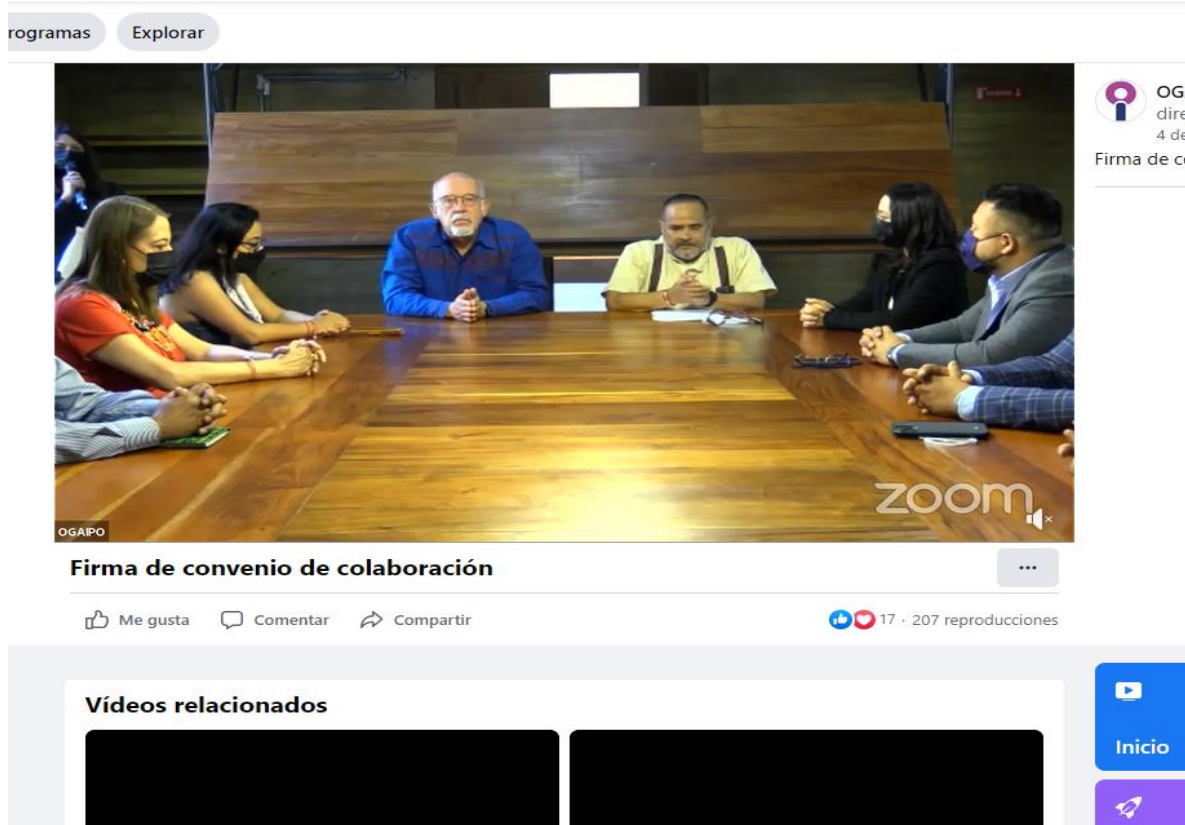 rogramas
Explorar
OG
dire
4 de
Firma de c
zoom
OGAIPO
Firma de convenio de colaboración
Me gusta
Comentar
Compartir
17 · 207 reproducciones
Vídeos relacionados
Inicio